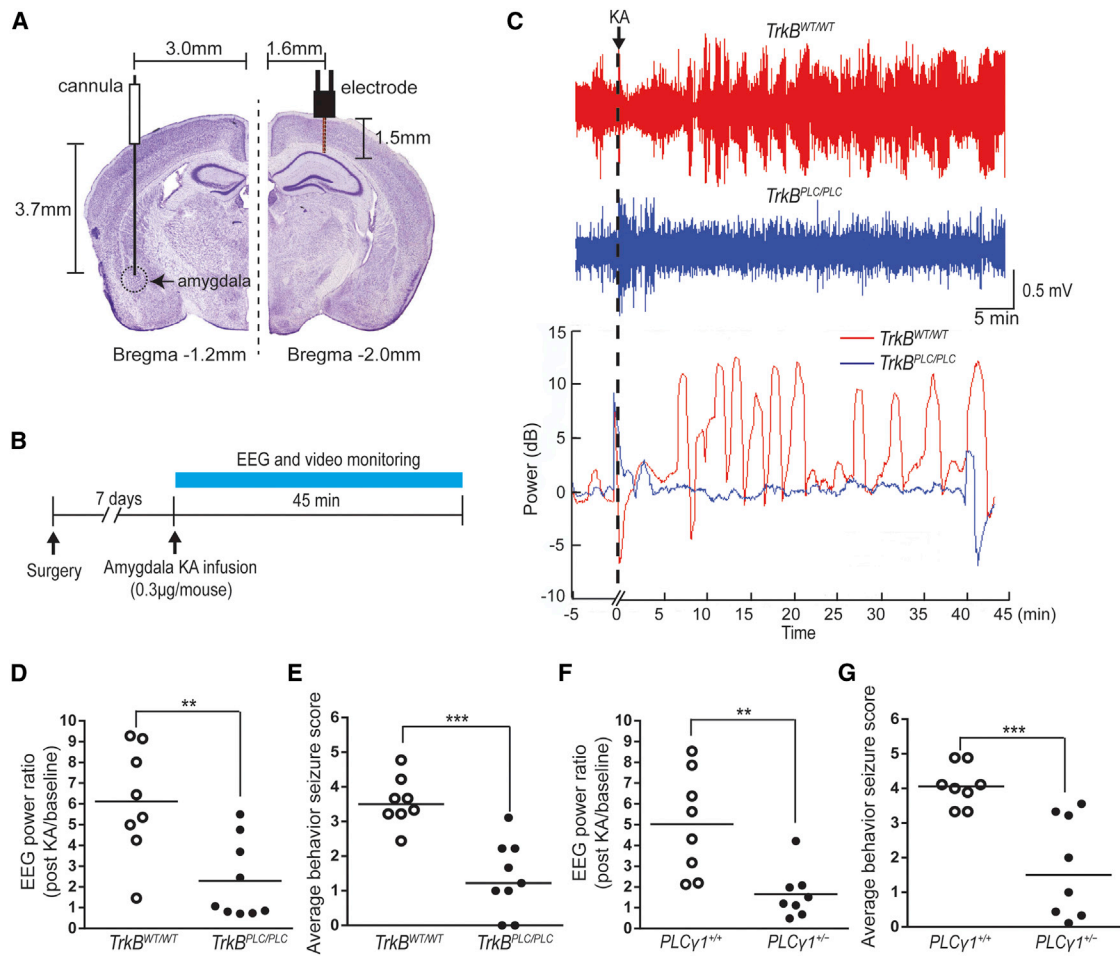 A
3.0mm
1.6mm
cannula
electrode
1.5mm
3.7mm
amygdala
Bregma -1.2mm
Bregma -2.0mm
B
EEG and video monitoring
7 days
45 min
Surgery
Amygdala KA infusion
(0.3µg/mouse)
C
KA
TrkB^WT/WT
TrkB^PLC/PLC
0.5 mV
5 min
TrkB^WT/WT
TrkB^PLC/PLC
Power (dB)
15
10
5
0
-5
-10
-5 0 5 10 15 20 25 30 35 40 45 (min)
Time
D
**
EEG power ratio
(post KA/baseline)
10
9
8
7
6
5
4
3
2
1
0
TrkB^WT/WT TrkB^PLC/PLC
E
***
Average behavior seizure score
6
5
4
3
2
1
0
TrkB^WT/WT TrkB^PLC/PLC
F
**
EEG power ratio
(post KA/baseline)
10
9
8
7
6
5
4
3
2
1
0
PLCγ1^+/+ PLCγ1^+/−
G
***
Average behavior seizure score
6
5
4
3
2
1
0
PLCγ1^+/+ PLCγ1^+/−